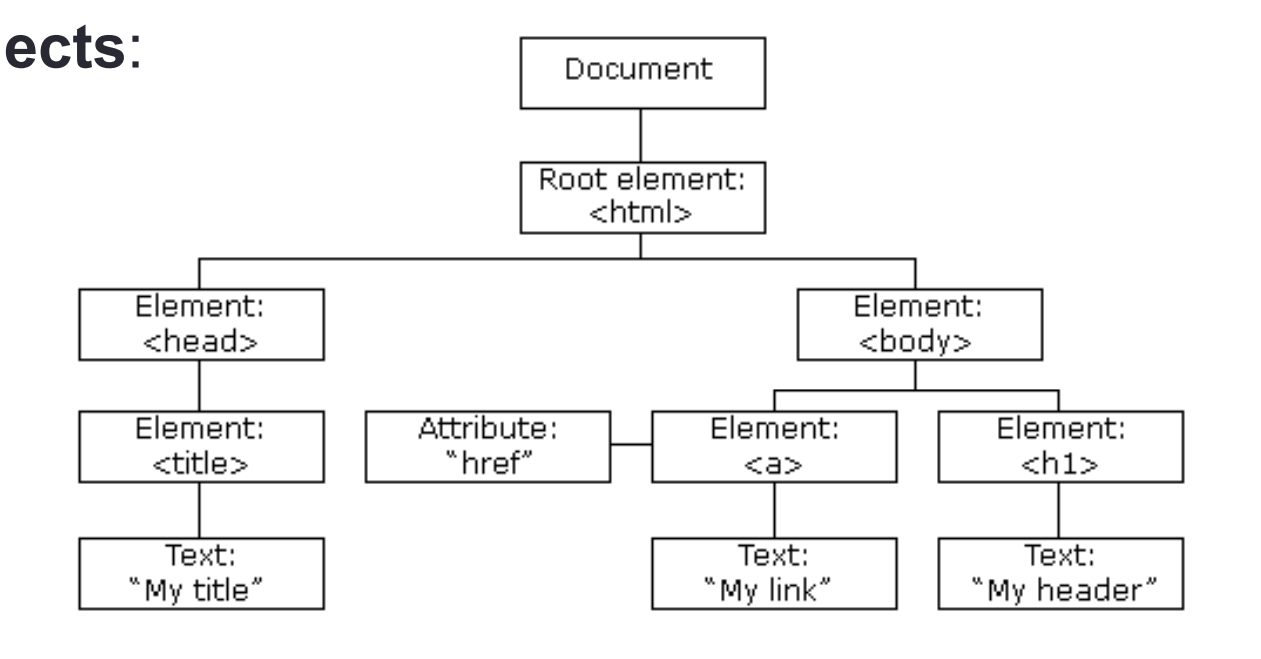 ects:
Document
Root element:
<html>
Element:
<head>
Element:
<body>
Element:
<title>
Attribute:
“href”
Element:
<a>
Element:
<h1>
Text:
“My title”
Text:
“My link”
Text:
“My header”